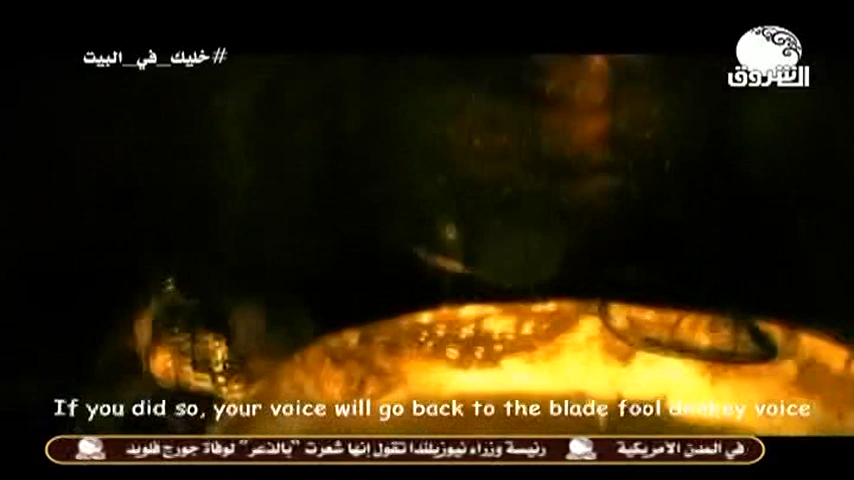 #خليك_في_البيت
الشروق
If you did so, your voice will go back to the blade fool donkey voice
في المدن الامريكية رئيسة وزراء نيوزيلندا تقول إنها شعرت "بالذعر" لوفاة جورج فلويد